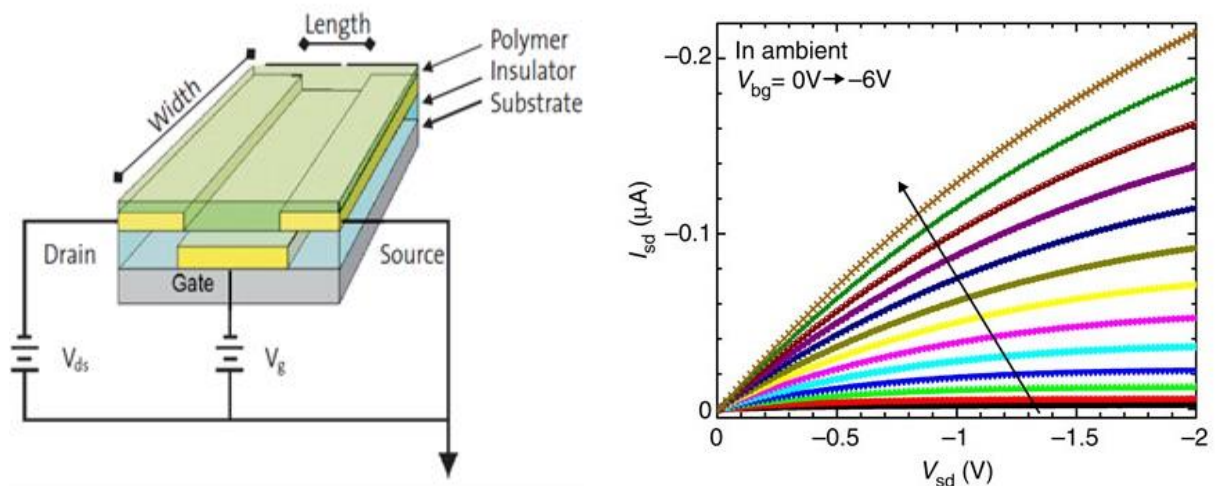 Length
Width
Polymer
Insulator
Substrate
Drain
Source
Gate
V_ds
V_g
In ambient
V_bg = 0V➔−6V
−0.2
−0.1
0
I_sd (μA)
0 −0.5 −1 −1.5 −2
V_sd (V)